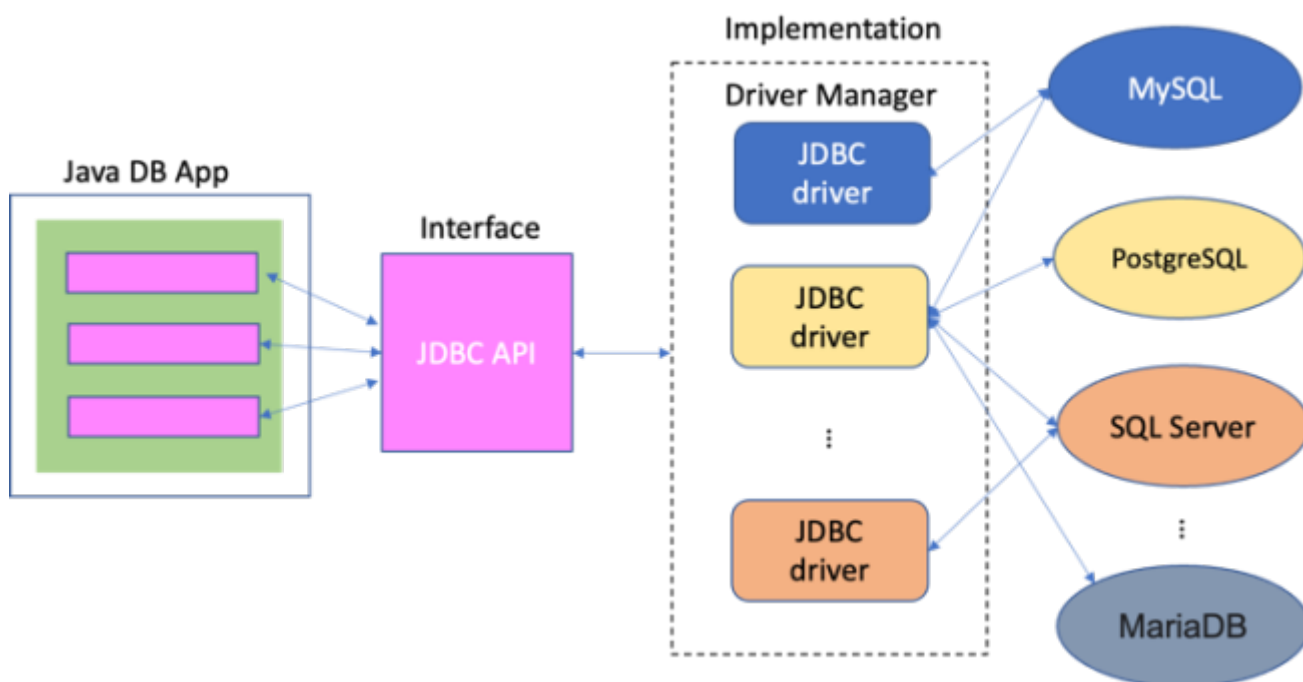 Java DB App
Interface
JDBC API
Implementation
Driver Manager
JDBC
driver
JDBC
driver
...
JDBC
driver
MySQL
PostgreSQL
SQL Server
...
MariaDB